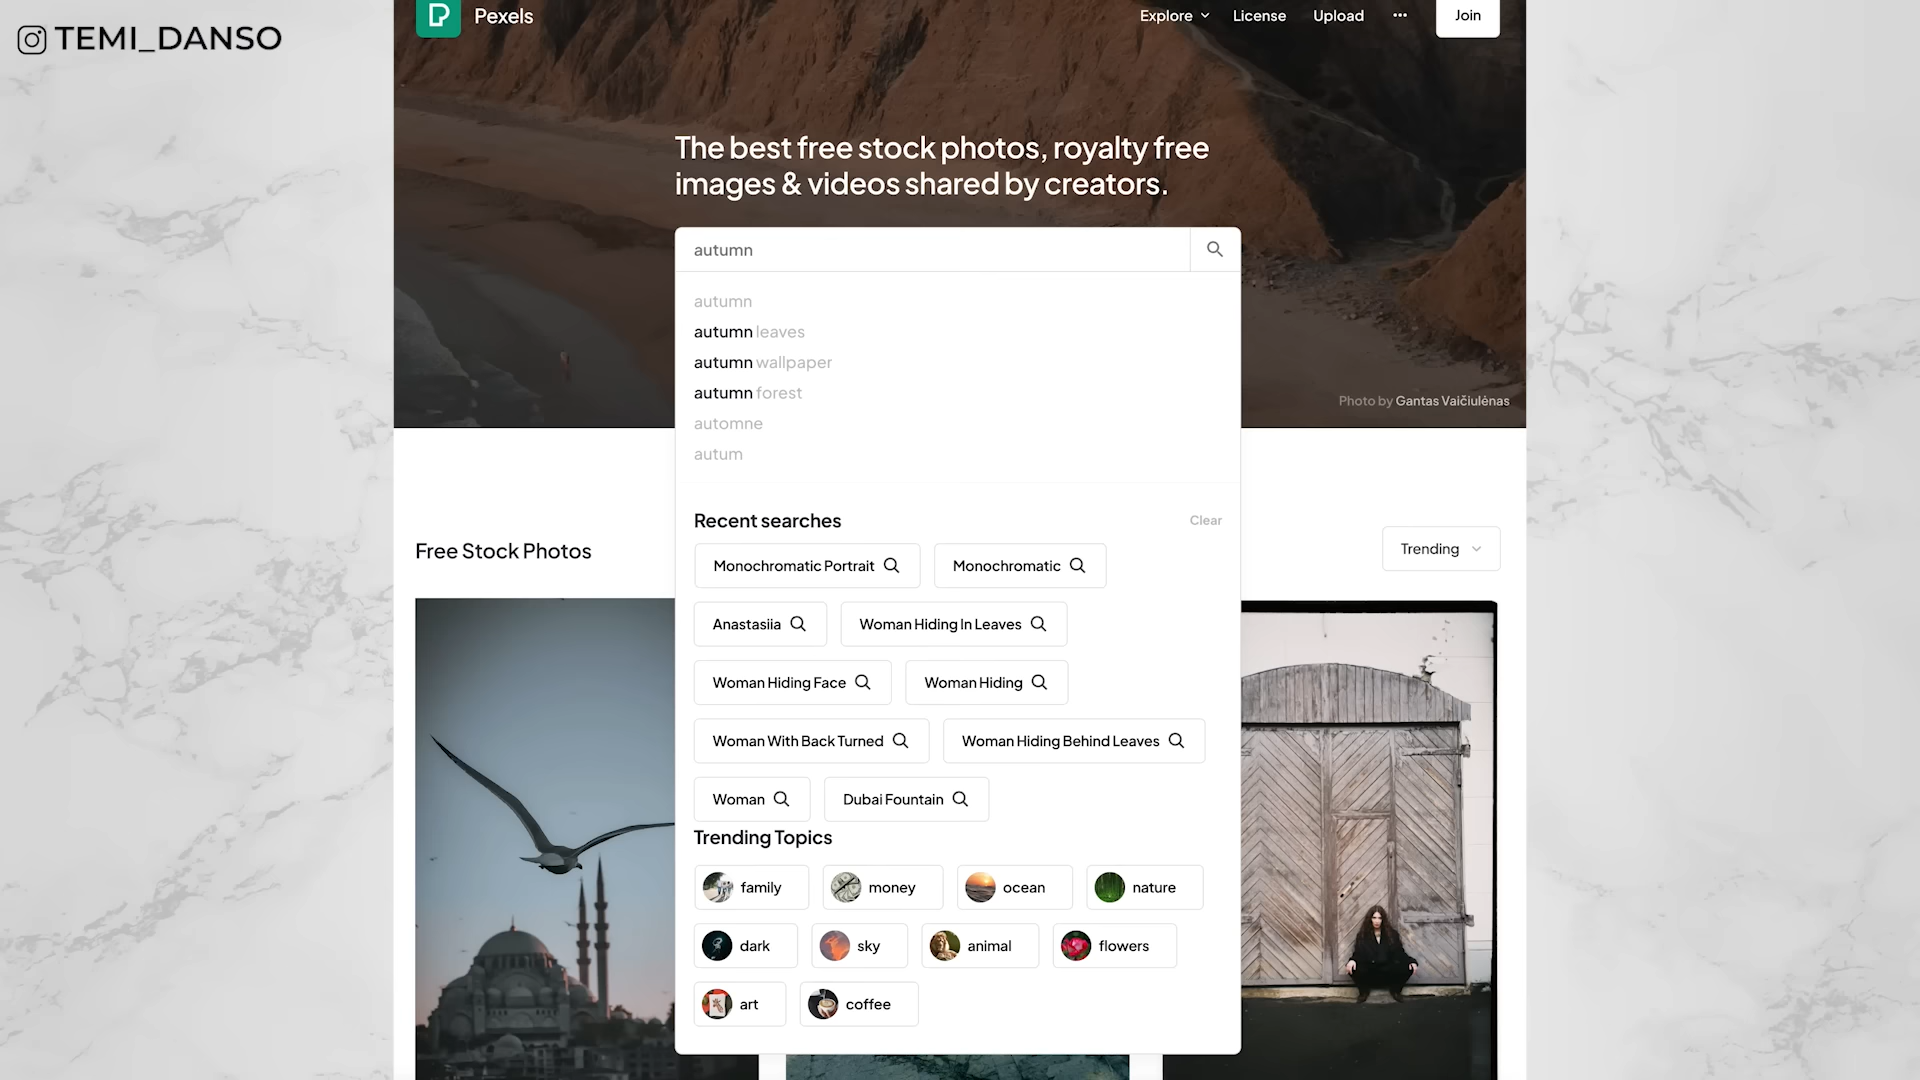 TEMI_DANSO
Pexels
Explore
License
Upload
Join
The best free stock photos, royalty free
images & videos shared by creators.
autumn
autumn
autumn leaves
autumn wallpaper
autumn forest
automne
autum
Photo by Gantas Vaičiulėnas
Recent searches
Clear
Free Stock Photos
Trending
Monochromatic Portrait
Monochromatic
Anastasiia
Woman Hiding In Leaves
Woman Hiding Face
Woman Hiding
Woman With Back Turned
Woman Hiding Behind Leaves
Woman
Dubai Fountain
Trending Topics
family
money
ocean
nature
dark
sky
animal
flowers
art
coffee